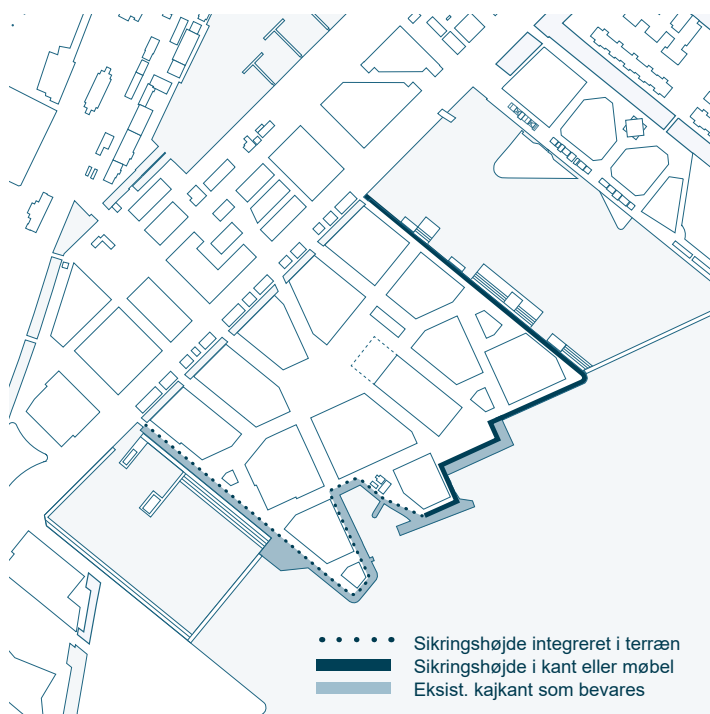 Sikringshøjde integreret i terræn
Sikringshøjde i kant eller møbel
Eksist. kajkant som bevares